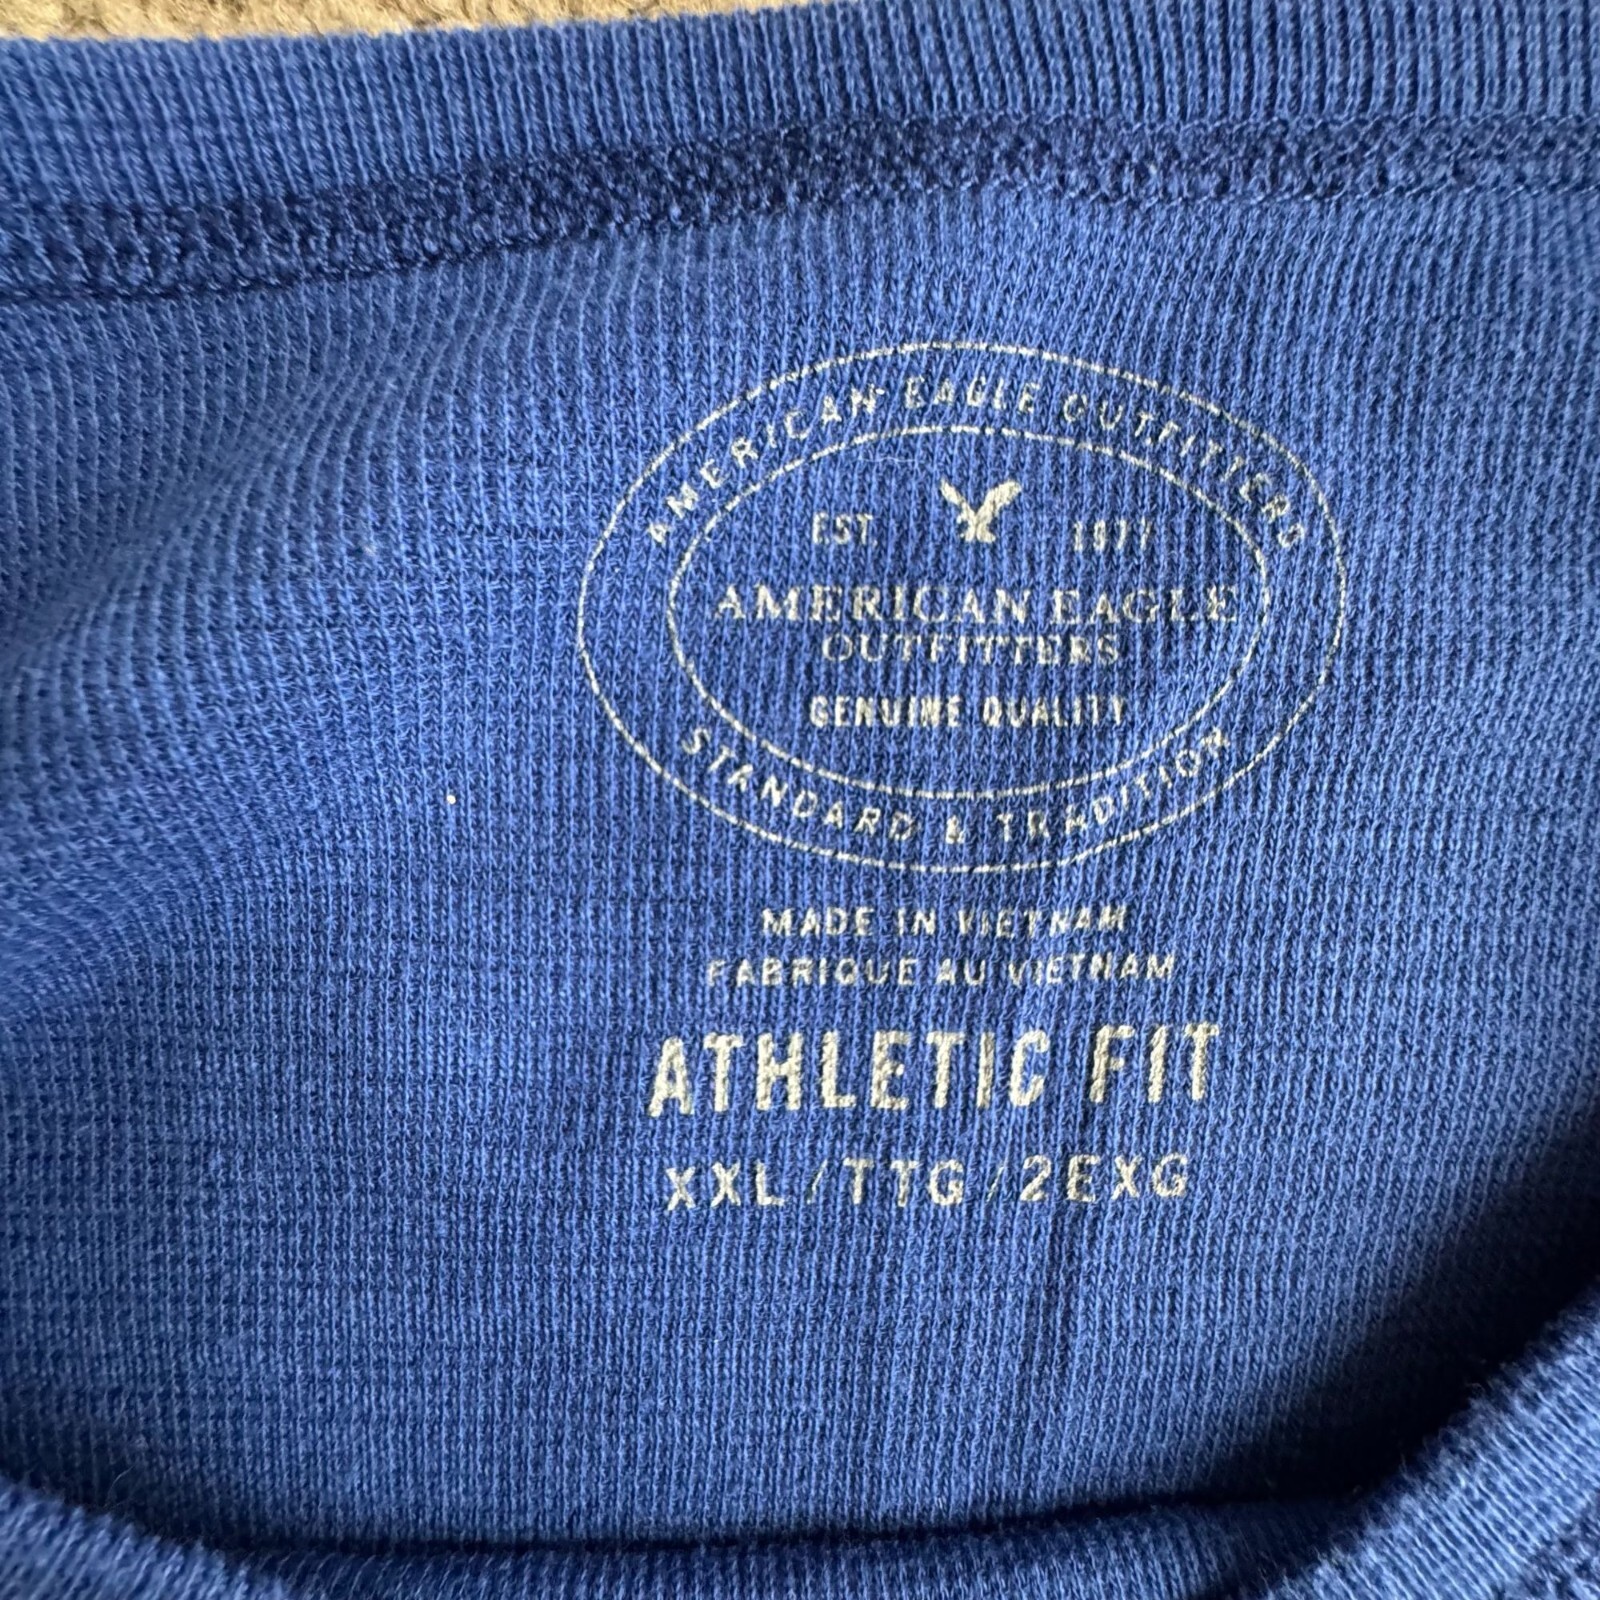 AMERICAN EAGLE OUTFITTERS
EST. 1977
AMERICAN EAGLE
OUTFITTERS
GENUINE QUALITY
STANDARD & TRADITION
MADE IN VIETNAM
FABRIQUE AU VIETNAM
ATHLETIC FIT
XXL/TTG/2EXG